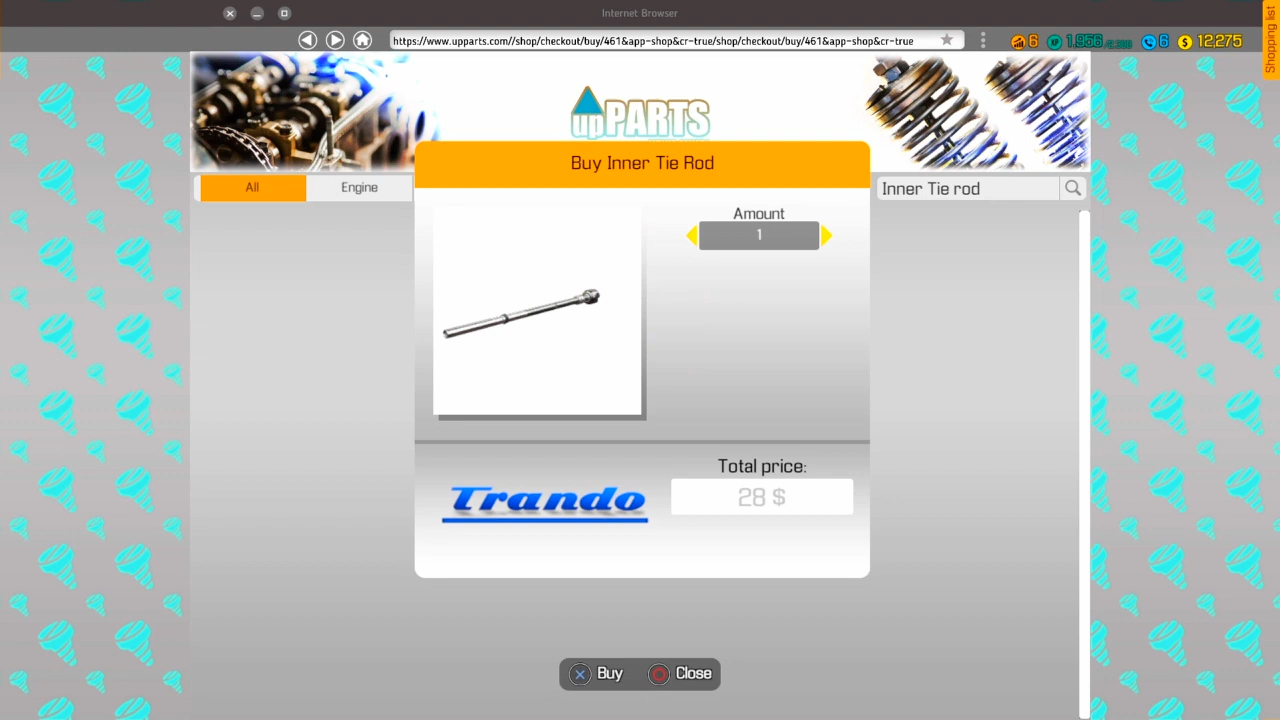 Internet Browser
https://www.upparts.com//shop/checkout/buy/461&app-shop&cr-true/shop/checkout/buy/461&app-shop&cr-true
6
XP 1,956
6
$ 12,275
Shopping list
upPARTS
Buy Inner Tie Rod
All
Engine
Inner Tie rod
Amount
1
Total price:
28 $
Trando
Buy
Close